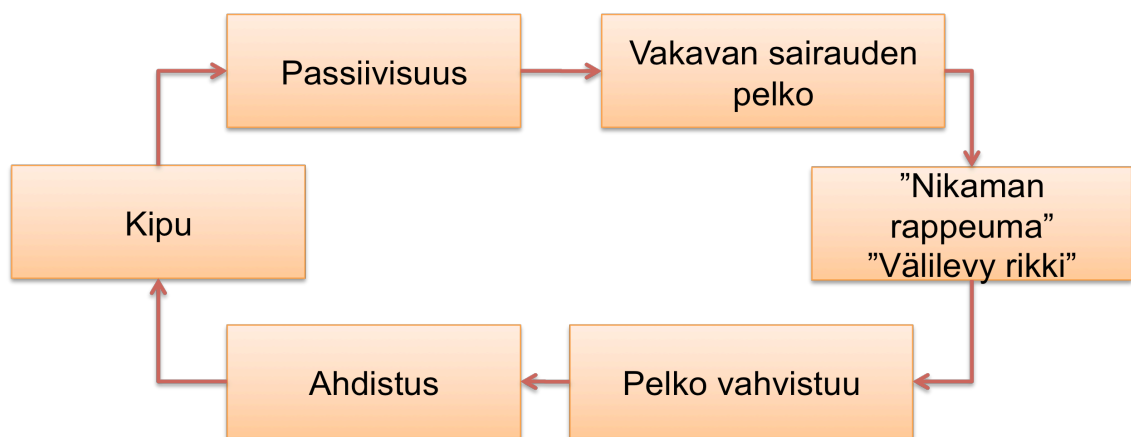 Passiivisuus
Vakavan sairauden
pelko
Kipu
”Nikaman
rappeuma”
”Välilevy rikki”
Ahdistus
Pelko vahvistuu